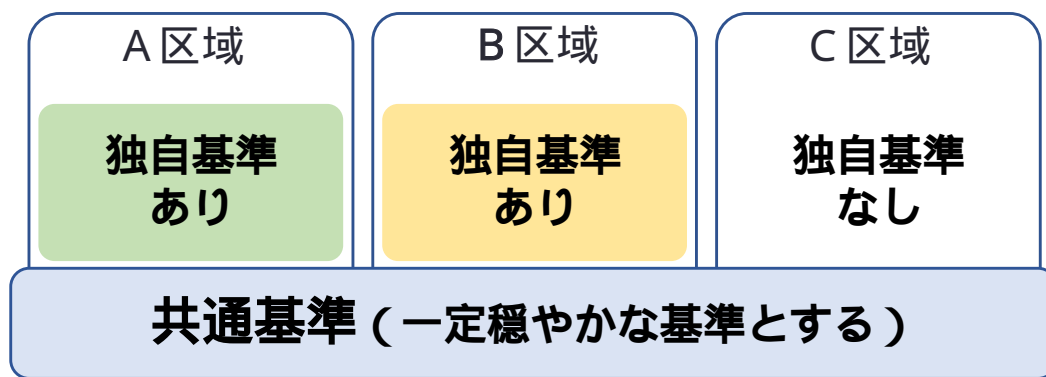 A区域
B区域
C区域
独自基準
あり
独自基準
あり
独自基準
なし
共通基準（一定穏やかな基準とする）